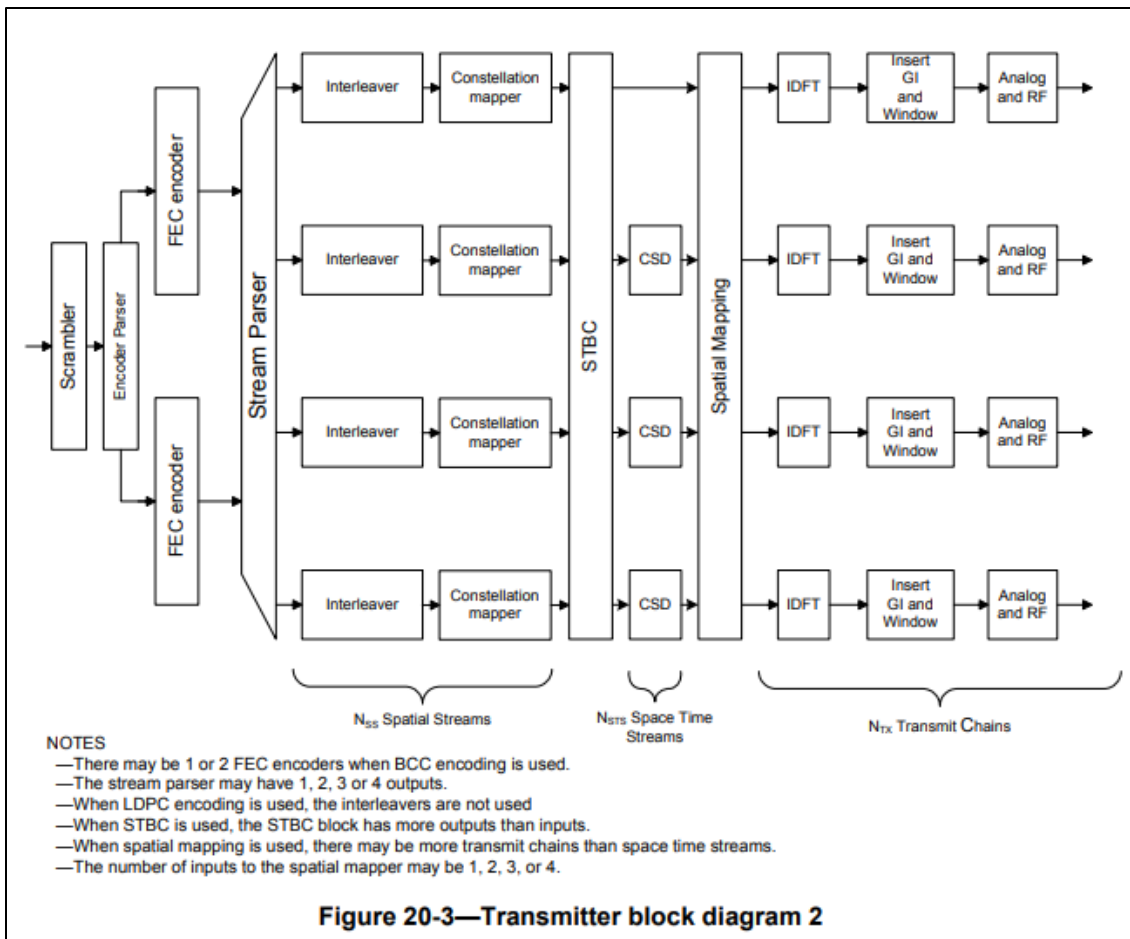 Scrambler
Encoder Parser
FEC encoder
FEC encoder
Stream Parser
Interleaver
Constellation
mapper
Interleaver
Constellation
mapper
Interleaver
Constellation
mapper
Interleaver
Constellation
mapper
STBC
CSD
CSD
CSD
Spatial Mapping
IDFT
Insert
GI
and
Window
Analog
and RF
IDFT
Insert
GI and
Window
Analog
and RF
IDFT
Insert
GI and
Window
Analog
and RF
IDFT
Insert
GI and
Window
Analog
and RF
NSS Spatial Streams
NSTS Space Time
Streams
NTX Transmit Chains
NOTES
—There may be 1 or 2 FEC encoders when BCC encoding is used.
—The stream parser may have 1, 2, 3 or 4 outputs.
—When LDPC encoding is used, the interleavers are not used
—When STBC is used, the STBC block has more outputs than inputs.
—When spatial mapping is used, there may be more transmit chains than space time streams.
—The number of inputs to the spatial mapper may be 1, 2, 3, or 4.
Figure 20-3—Transmitter block diagram 2